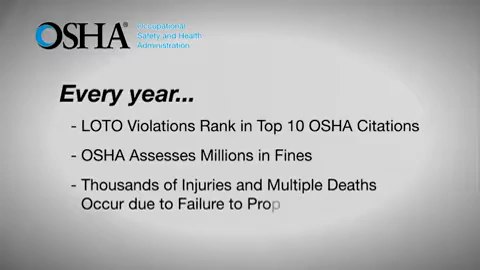 OSHA® Occupational
Safety and Health
Administration
Every year...
- LOTO Violations Rank in Top 10 OSHA Citations
- OSHA Assesses Millions in Fines
- Thousands of Injuries and Multiple Deaths
Occur due to Failure to Prop